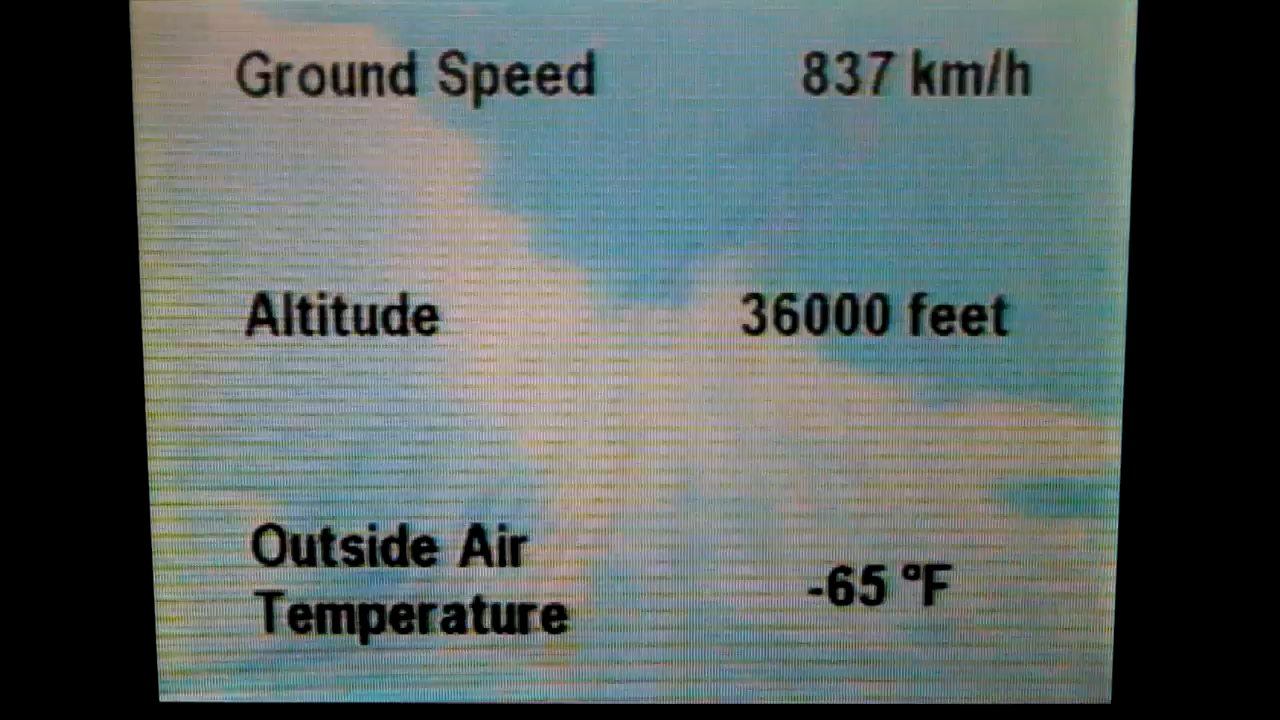 Ground Speed 837 km/h
Altitude 36000 feet
Outside Air
Temperature -65 °F